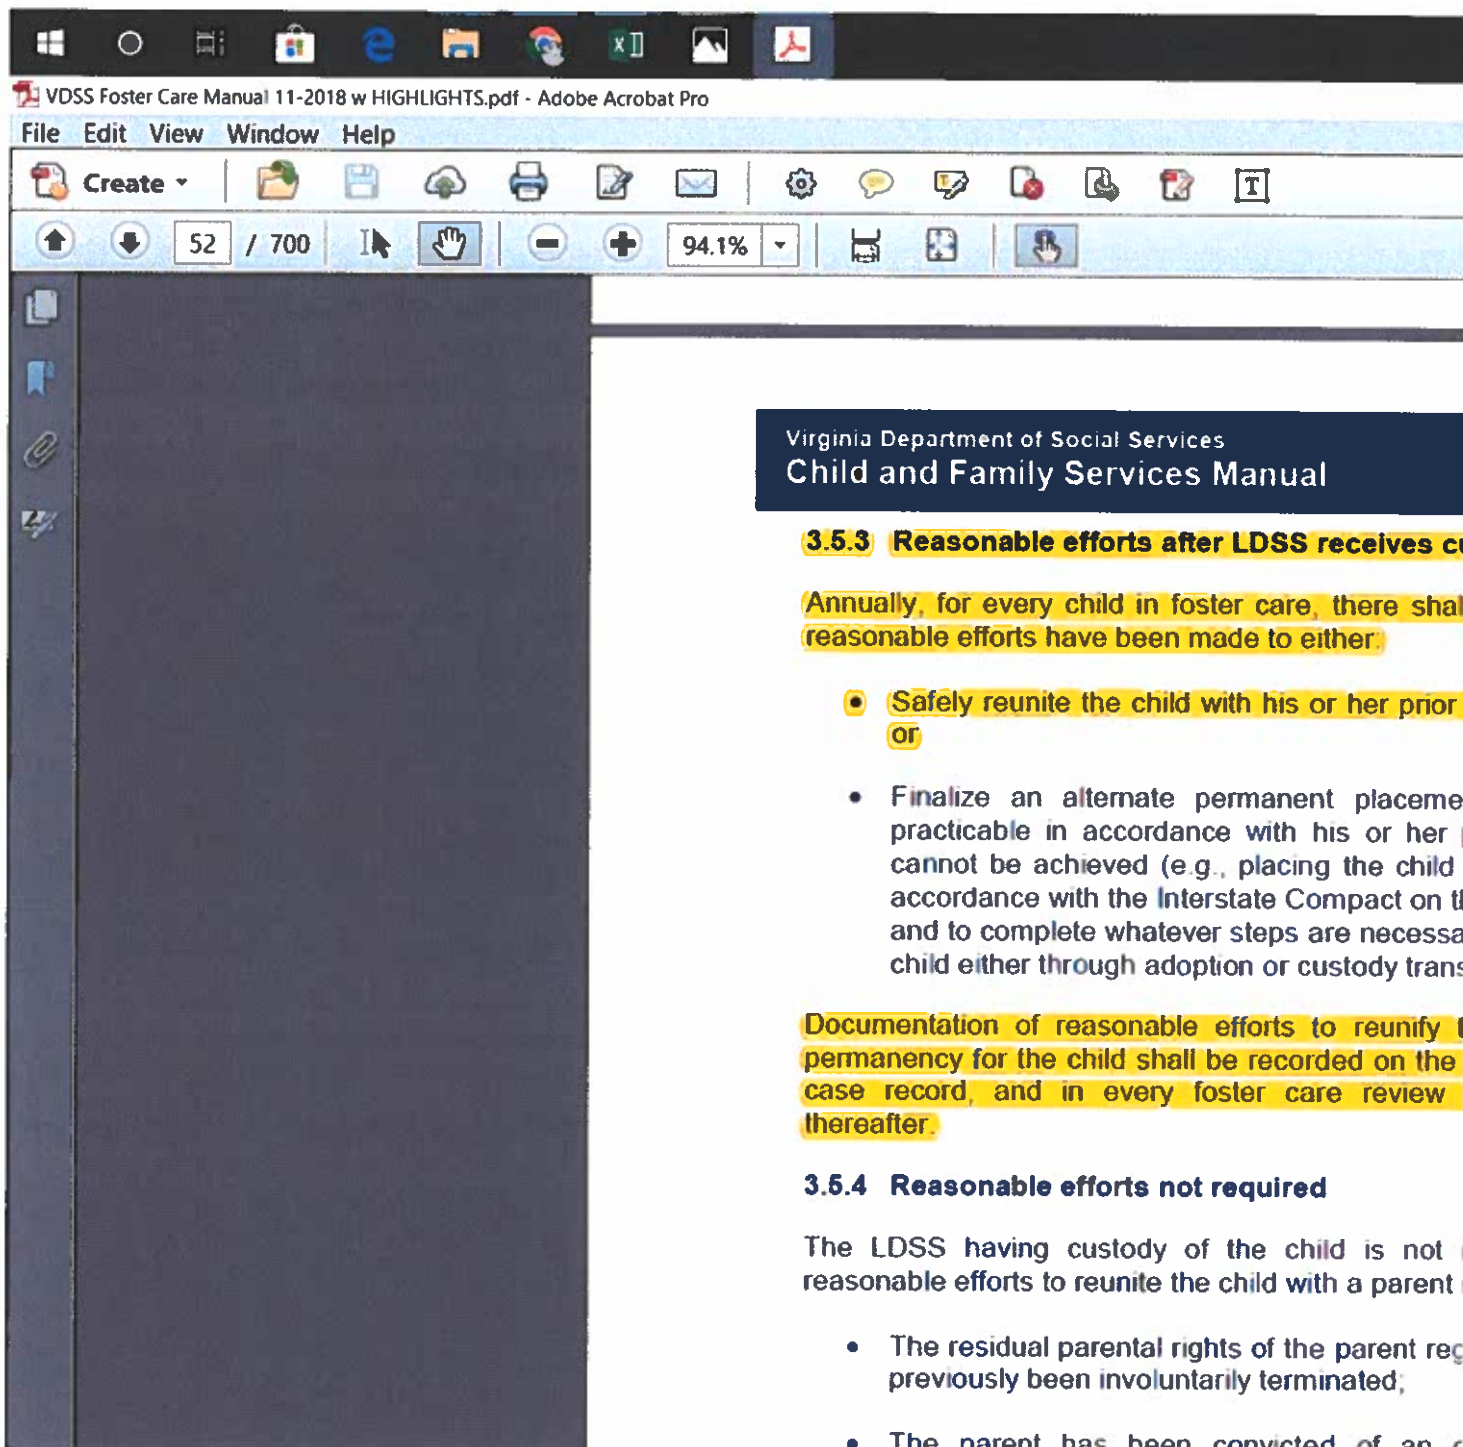 VDSS Foster Care Manual 11-2018 w HIGHLIGHTS.pdf - Adobe Acrobat Pro
File Edit View Window Help
Create
52 / 700 94.1%
Virginia Department of Social Services
Child and Family Services Manual
3.5.3 Reasonable efforts after LDSS receives
Annually, for every child in foster care, there
reasonable efforts have been made to either:
• Safely reunite the child with his or her prior
or
• Finalize an alternate permanent
practicable in accordance with his or her
cannot be achieved (e.g., placing the child
accordance with the Interstate Compact on
and to complete whatever steps are
child either through adoption or custody
Documentation of reasonable efforts to reunify
permanency for the child shall be recorded on the
case record, and in every foster care review
thereafter.
3.5.4 Reasonable efforts not required
The LDSS having custody of the child is not
reasonable efforts to reunite the child with a parent
• The residual parental rights of the parent
previously been involuntarily terminated;
• The parent has been convicted of an